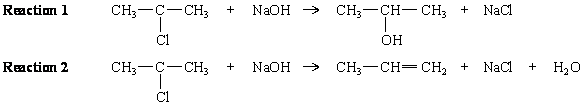 Reaction 1 CH₃—C—CH₃ + NaOH → CH₃—CH—CH₃ + NaCl
Cl OH
Reaction 2 CH₃—C—CH₃ + NaOH → CH₃—CH=CH₂ + NaCl + H₂O
Cl